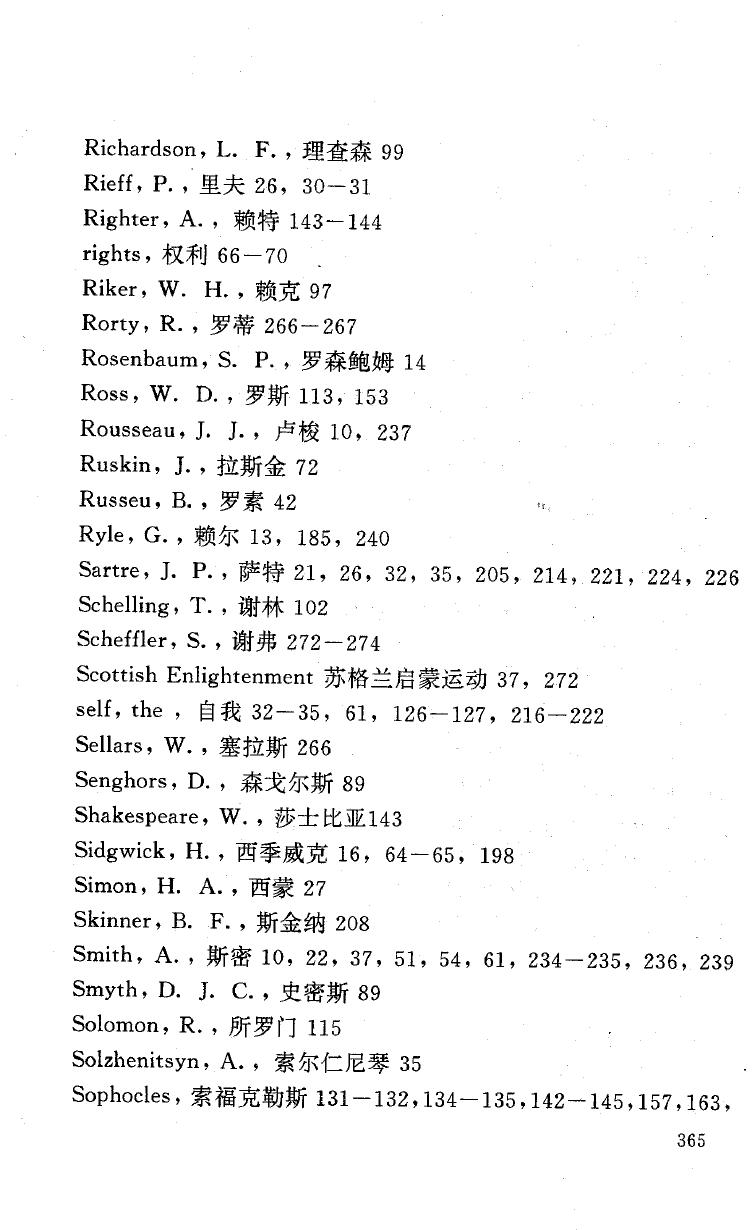 Richardson, L. F., 理查森 99
Rieff, P., 里夫 26, 30—31
Righter, A., 赖特 143—144
rights, 权利 66—70
Riker, W. H., 赖克 97
Rorty, R., 罗蒂 266—267
Rosenbaum, S. P., 罗森鲍姆 14
Ross, W. D., 罗斯 113, 153
Rousseau, J. J., 卢梭 10, 237
Ruskin, J., 拉斯金 72
Russeu, B., 罗素 42
Ryle, G., 赖尔 13, 185, 240
Sartre, J. P., 萨特 21, 26, 32, 35, 205, 214, 221, 224, 226
Schelling, T., 谢林 102
Scheffler, S., 谢弗 272—274
Scottish Enlightenment 苏格兰启蒙运动 37, 272
self, the , 自我 32—35, 61, 126—127, 216—222
Sellars, W., 塞拉斯 266
Senghors, D., 森戈尔斯 89
Shakespeare, W., 莎士比亚143
Sidgwick, H., 西季威克 16, 64—65, 198
Simon, H. A., 西蒙 27
Skinner, B. F., 斯金纳 208
Smith, A., 斯密 10, 22, 37, 51, 54, 61, 234—235, 236, 239
Smyth, D. J. C., 史密斯 89
Solomon, R., 所罗门 115
Solzhenitsyn, A., 索尔仁尼琴 35
Sophocles, 索福克勒斯 131—132,134—135,142—145,157,163,
365